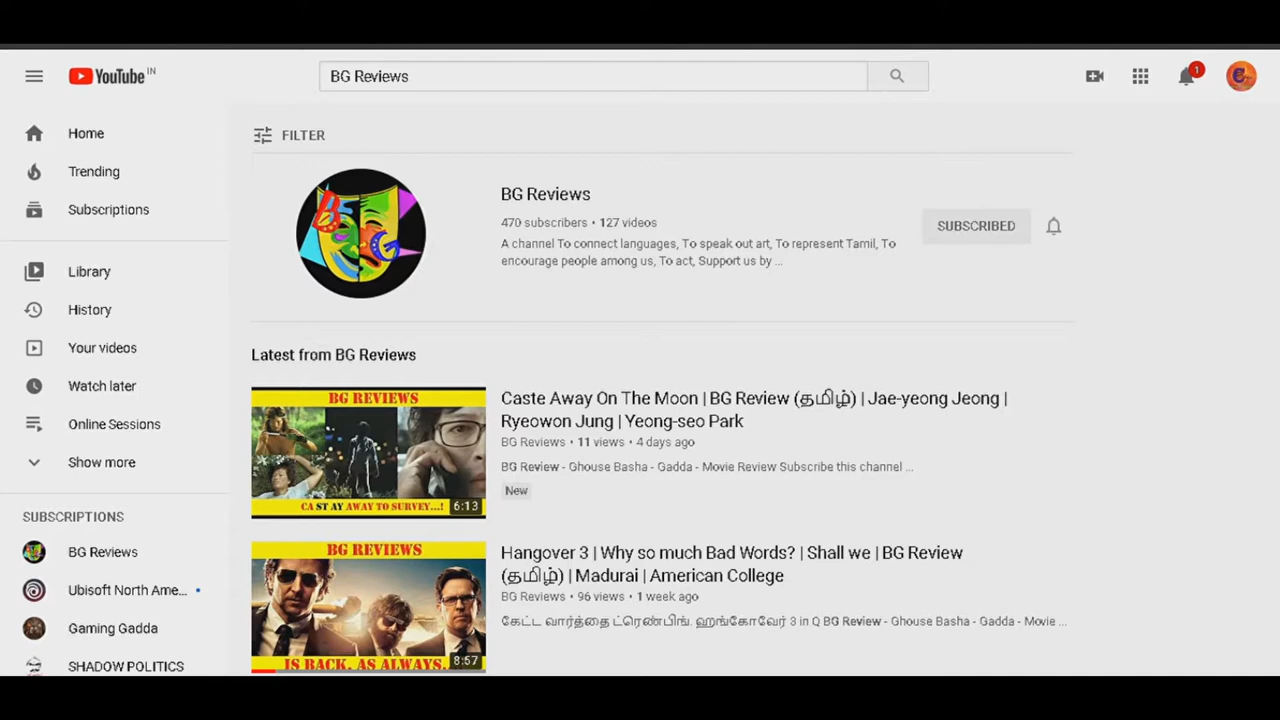 YouTube IN
BG Reviews
1
Home
Trending
Subscriptions
Library
History
Your videos
Watch later
Online Sessions
Show more
SUBSCRIPTIONS
BG Reviews
Ubisoft North Ame...
Gaming Gadda
SHADOW POLITICS
FILTER
B
G
BG Reviews
470 subscribers • 127 videos
A channel To connect languages, To speak out art, To represent Tamil, To
encourage people among us, To act, Support us by ...
SUBSCRIBED
Latest from BG Reviews
BG REVIEWS
CA ST AY AWAY TO SURVEY...!
6:13
Caste Away On The Moon | BG Review (தமிழ்) | Jae-yeong Jeong |
Ryeowon Jung | Yeong-seo Park
BG Reviews • 11 views • 4 days ago
BG Review - Ghouse Basha - Gadda - Movie Review Subscribe this channel ...
New
BG REVIEWS
IS BACK, AS ALWAYS.
8:57
Hangover 3 | Why so much Bad Words? | Shall we | BG Review
(தமிழ்) | Madurai | American College
BG Reviews • 96 views • 1 week ago
கேட்ட வார்த்தை ட்ரெண்பிங். ஹங்கோவேர் 3 in Q BG Review - Ghouse Basha - Gadda - Movie ...